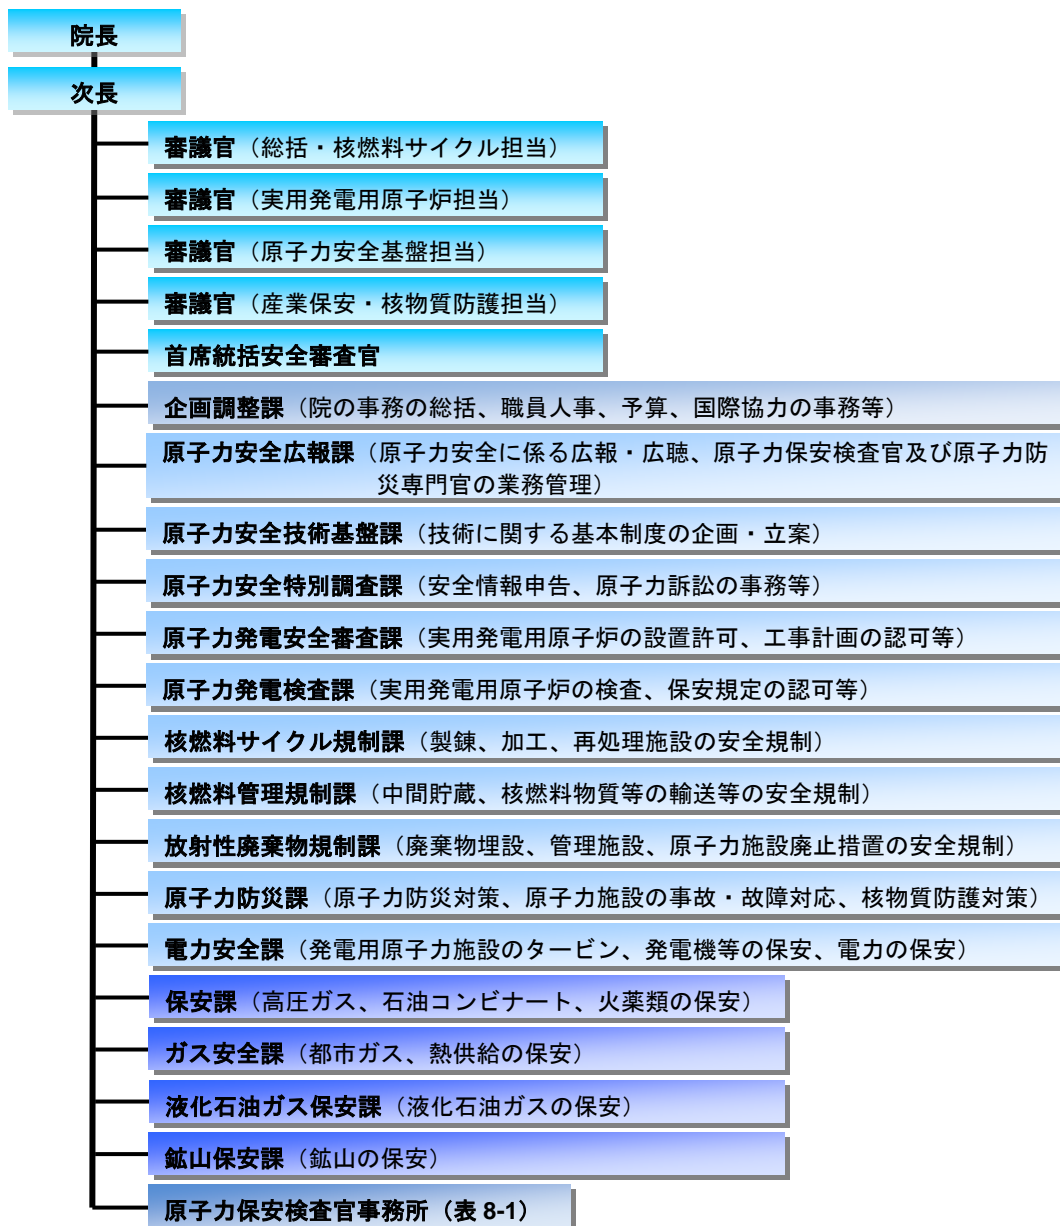 院長
次長
審議官（総括・核燃料サイクル担当）
審議官（実用発電用原子炉担当）
審議官（原子力安全基盤担当）
審議官（産業保安・核物質防護担当）
首席統括安全審査官
企画調整課（院の事務の総括、職員人事、予算、国際協力の事務等）
原子力安全広報課（原子力安全に係る広報・広聴、原子力保安検査官及び原子力防
災専門官の業務管理）
原子力安全技術基盤課（技術に関する基本制度の企画・立案）
原子力安全特別調査課（安全情報申告、原子力訴訟の事務等）
原子力発電安全審査課（実用発電用原子炉の設置許可、工事計画の認可等）
原子力発電検査課（実用発電用原子炉の検査、保安規定の認可等）
核燃料サイクル規制課（製錬、加工、再処理施設の安全規制）
核燃料管理規制課（中間貯蔵、核燃料物質等の輸送等の安全規制）
放射性廃棄物規制課（廃棄物埋設、管理施設、原子力施設廃止措置の安全規制）
原子力防災課（原子力防災対策、原子力施設の事故・故障対応、核物質防護対策）
電力安全課（発電用原子力施設のタービン、発電機等の保安、電力の保安）
保安課（高圧ガス、石油コンビナート、火薬類の保安）
ガス安全課（都市ガス、熱供給の保安）
液化石油ガス保安課（液化石油ガスの保安）
鉱山保安課（鉱山の保安）
原子力保安検査官事務所（表 8-1）